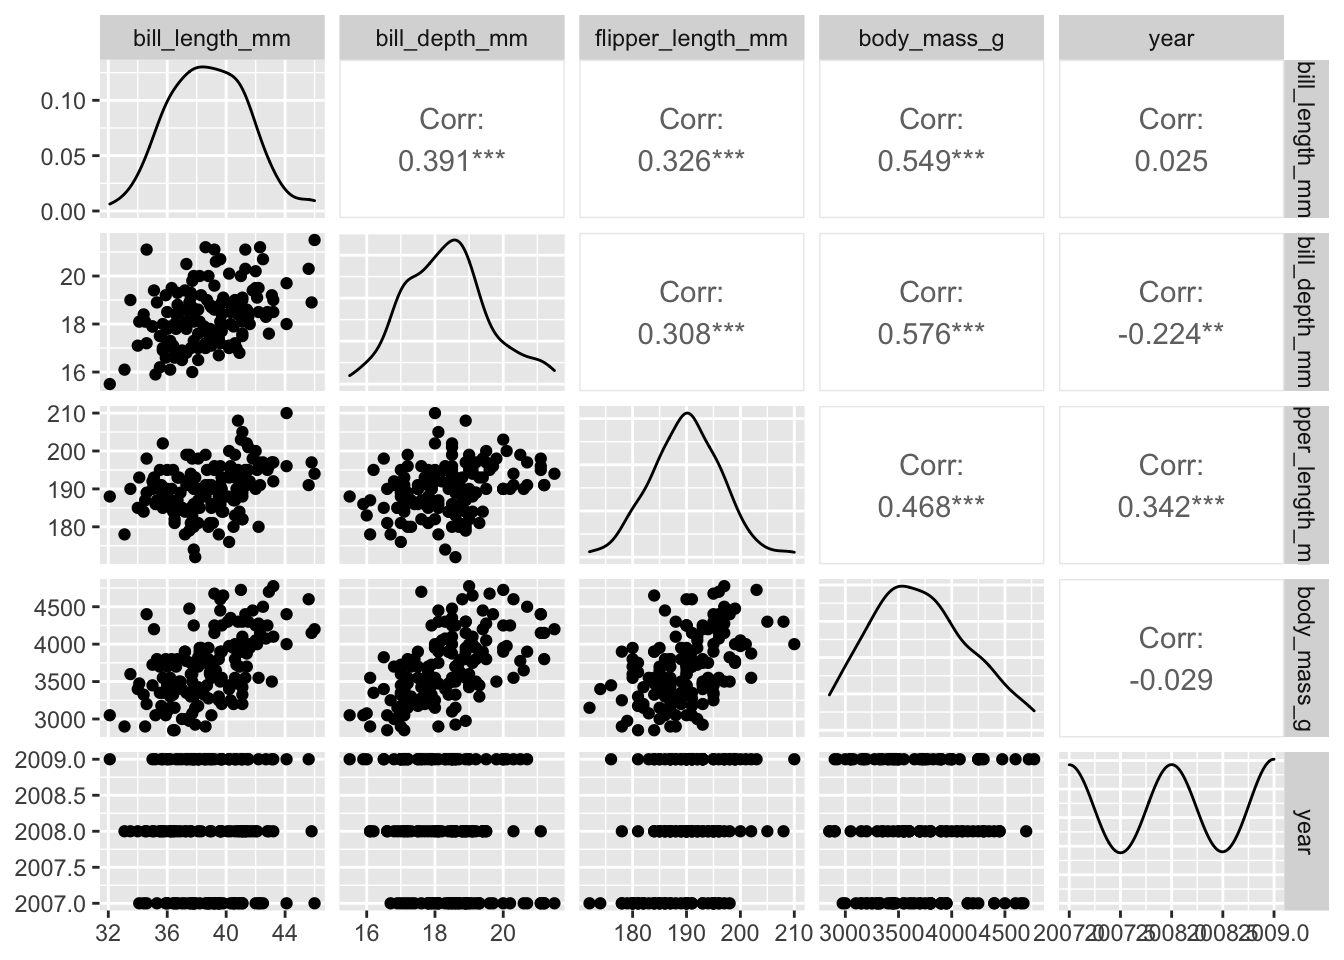 bill_length_mm bill_depth_mm flipper_length_mm body_mass_g year
0.10
0.05
0.00
Corr:
0.391***
Corr:
0.326***
Corr:
0.549***
Corr:
0.025
bill_length_mm
20
18
16
Corr:
0.308***
Corr:
0.576***
Corr:
-0.224**
bill_depth_mm
210
200
190
180
Corr:
0.468***
Corr:
0.342***
pper_length_m
4500
4000
3500
3000
Corr:
-0.029
body_mass_g
2009.0
2008.5
2008.0
2007.5
2007.0
year
32 36 40 44 16 18 20 180 190 200 210 3000 3500 4000 4500 2007.0 2007.5 2008.0 2008.5 2009.0